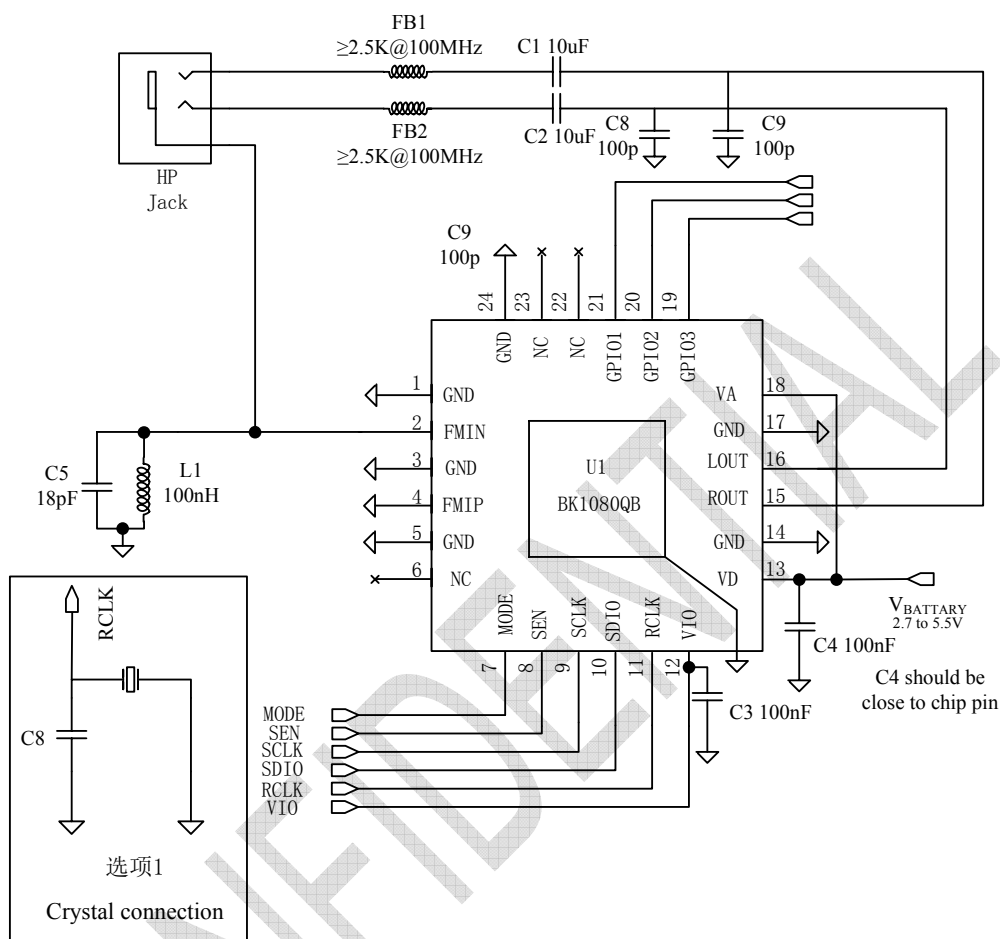 FB1
≥2.5K@100MHz
C1 10uF
FB2
≥2.5K@100MHz
C2 10uF
C8
100p
C9
100p
HP
Jack
C9
100p
24
23
22
21
20
19
GND
NC
NC
GPIO1
GPIO2
GPIO3
1
GND
2
FMIN
3
GND
4
FMIP
5
GND
6
NC
VA
18
GND
17
LOUT
16
ROUT
15
GND
14
VD
13
U1
BK1080QB
MODE
SEN
SCLK
SDIO
RCLK
VIO
7
8
9
10
11
12
C5
18pF
L1
100nH
VBATTARY
2.7 to 5.5V
C4 100nF
C4 should be
close to chip pin
C3 100nF
MODE
SEN
SCLK
SDIO
RCLK
VIO
RCLK
C8
选项1
Crystal connection
NFIDENTIAL